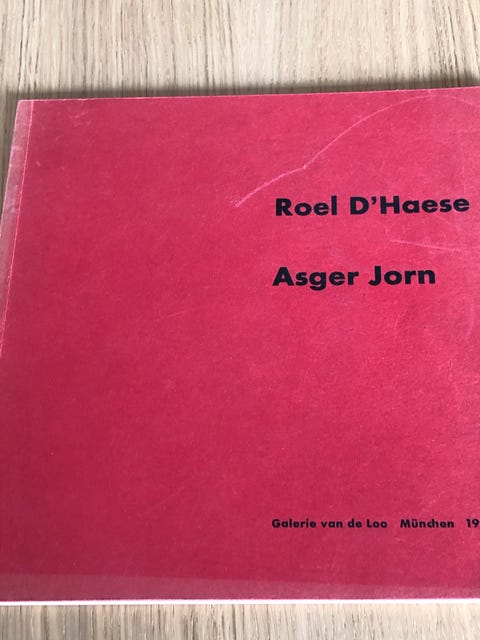 Roel D'Haese
Asger Jorn
Galerie van de Loo München 19